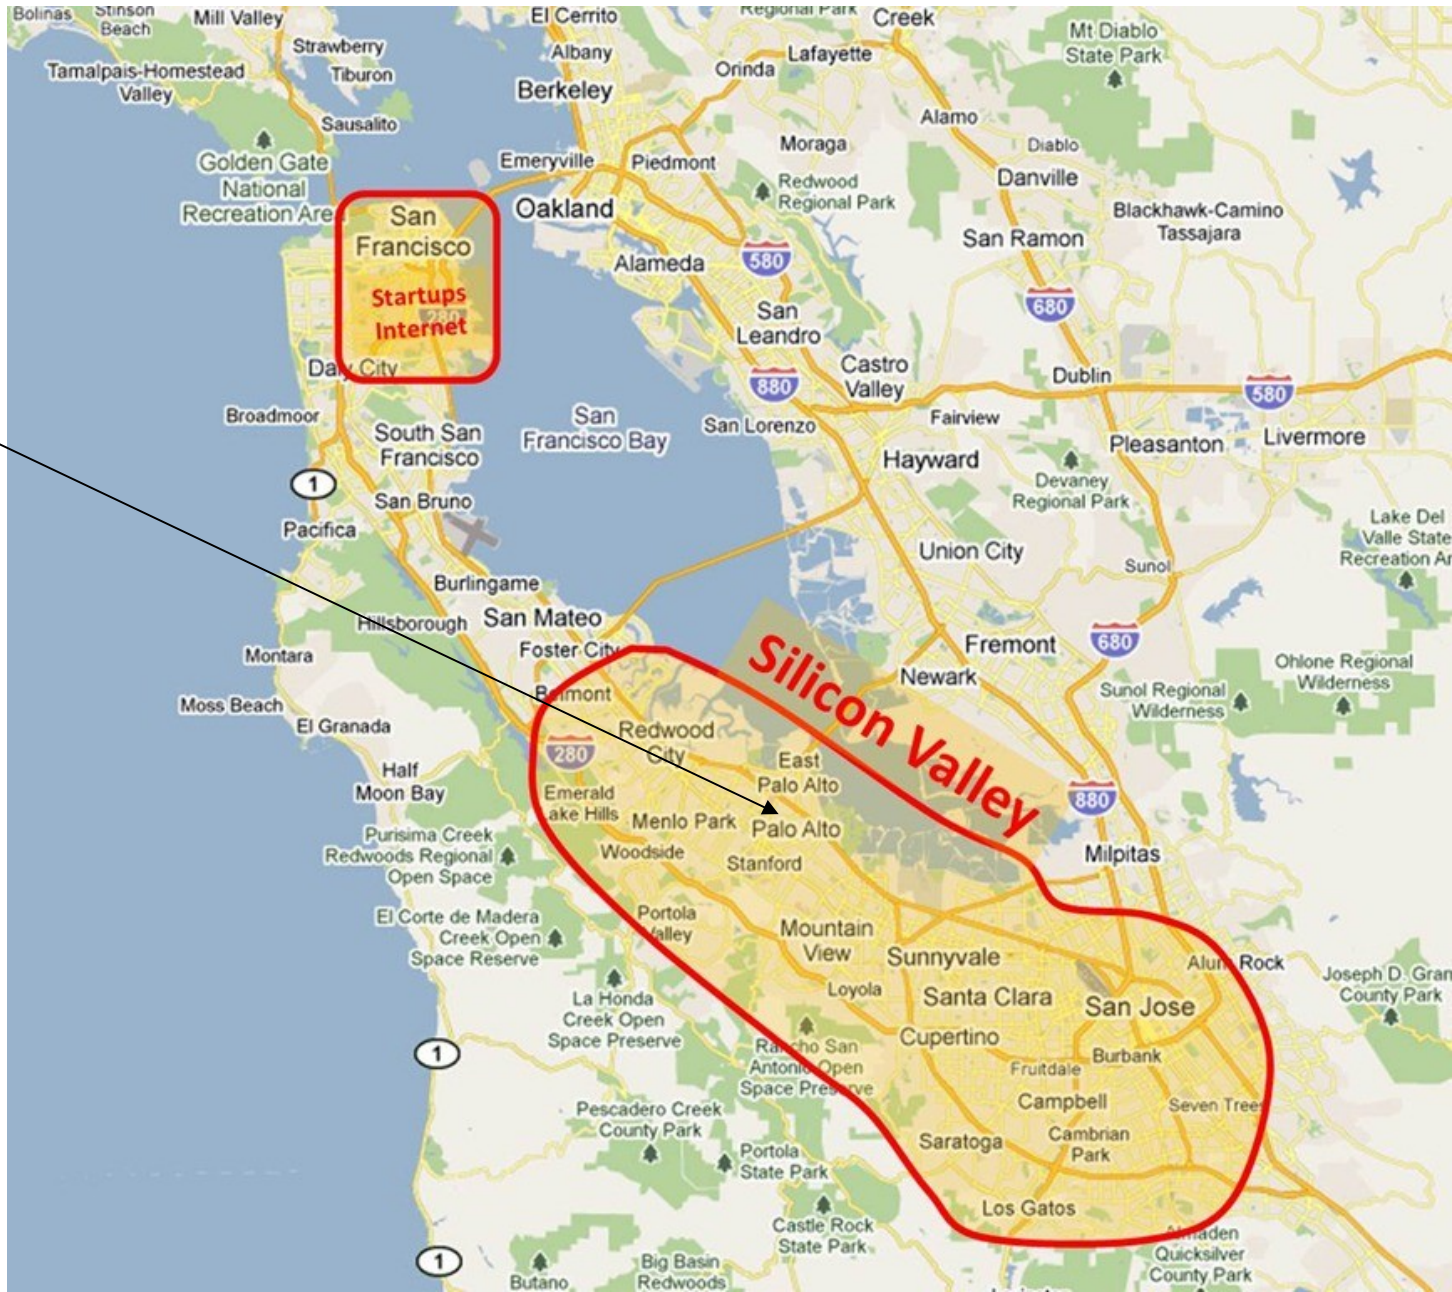 Bolinas
Stinson
Beach
Mill Valley
El Cerrito
Regional Park
Creek
Mt Diablo
State Park
Strawberry
Albany
Lafayette
Orinda
Tamalpais-Homestead
Valley
Tiburon
Berkeley
Sausalito
Alamo
Moraga
Diablo
Golden Gate
National
Recreation Area
Emeryville
Piedmont
Danville
Redwood
Regional Park
San
Francisco
Oakland
Blackhawk-Camino
Tassajara
San Ramon
Alameda
580
Startups
Internet
280
680
San
Leandro
Daly City
Castro
Valley
Dublin
880
580
Broadmoor
San
Francisco Bay
San Lorenzo
Fairview
South San
Francisco
Pleasanton
Livermore
Hayward
1
San Bruno
Devaney
Regional Park
Pacifica
Lake Del
Valle State
Recreation Ar
Union City
Sunol
Burlingame
San Mateo
Hillsborough
Foster City
Fremont
680
Montara
Silicon Valley
Newark
Ohlone Regional
Wilderness
Belmont
Sunol Regional
Wilderness
Moss Beach
El Granada
Redwood
City
280
East
Palo Alto
Half
Moon Bay
Emerald
Lake Hills
880
Menlo Park
Palo Alto
Purisima Creek
Redwoods Regional
Open Space
Woodside
Stanford
Milpitas
El Corte de Madera
Creek Open
Space Reserve
Portola
Valley
Mountain
View
Sunnyvale
Alum Rock
Joseph D. Gran
County Park
Loyola
Santa Clara
San Jose
La Honda
Creek Open
Space Preserve
Cupertino
1
Rancho San
Antonio Open
Space Preserve
Burbank
Fruitdale
Campbell
Seven Trees
Pescadero Creek
County Park
Saratoga
Cambrian
Park
Portola
State Park
Los Gatos
Castle Rock
State Park
Almaden
Quicksilver
County Park
1
Butano
Big Basin
Redwoods